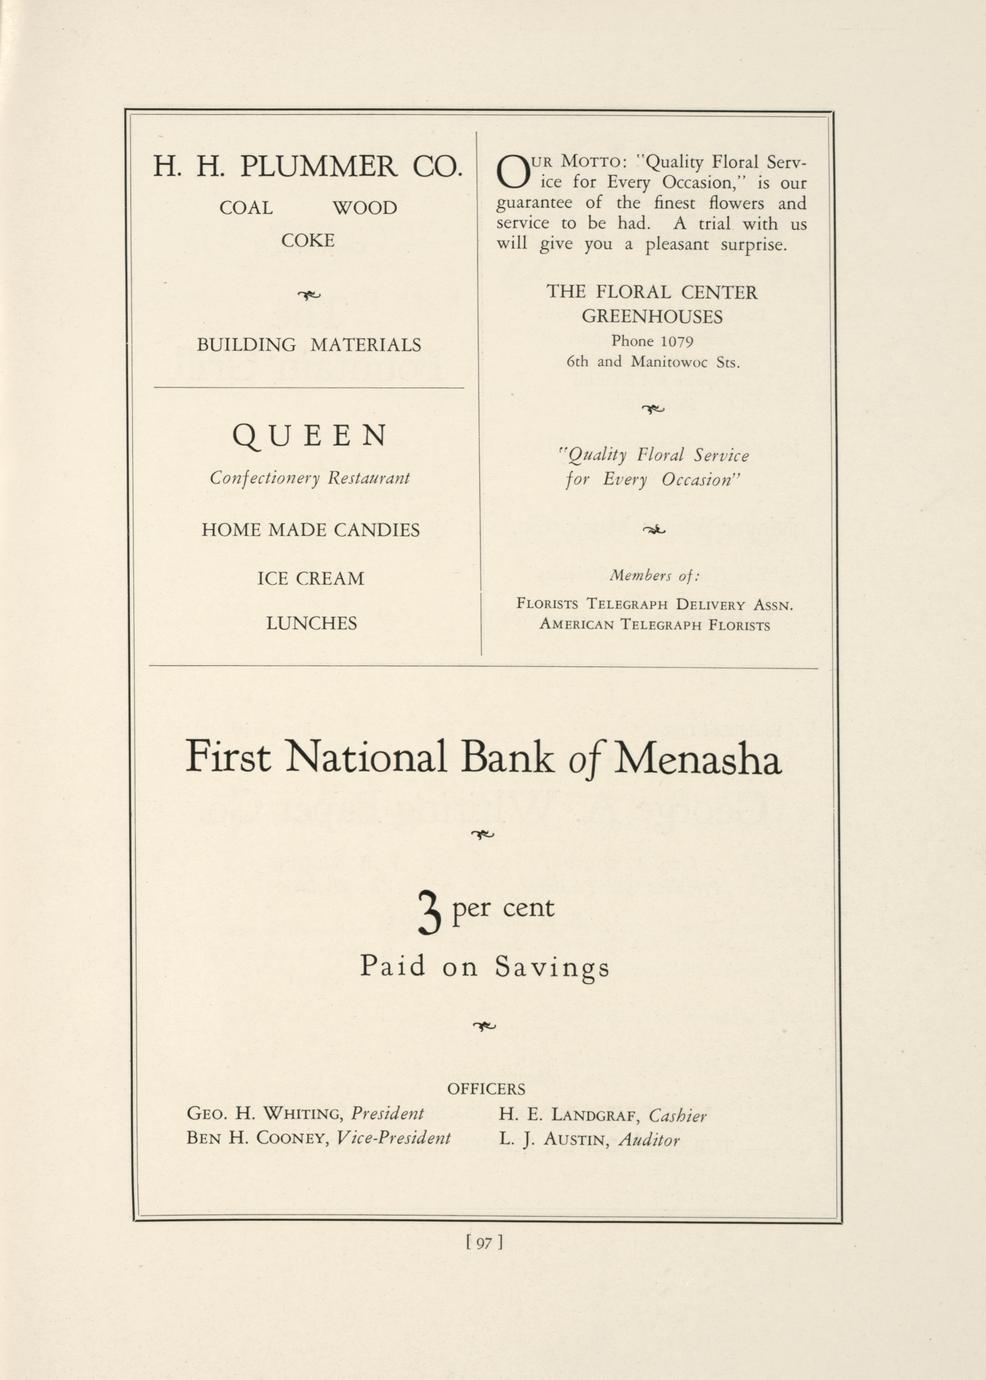 H. H. PLUMMER CO.
COAL WOOD
COKE
BUILDING MATERIALS
QUEEN
Confectionery Restaurant
HOME MADE CANDIES
ICE CREAM
LUNCHES
OUR MOTTO: "Quality Floral Serv-
ice for Every Occasion," is our
guarantee of the finest flowers and
service to be had. A trial with us
will give you a pleasant surprise.
THE FLORAL CENTER
GREENHOUSES
Phone 1079
6th and Manitowoc Sts.
"Quality Floral Service
for Every Occasion"
Members of:
FLORISTS TELEGRAPH DELIVERY ASSN.
AMERICAN TELEGRAPH FLORISTS
First National Bank of Menasha
3 per cent
Paid on Savings
OFFICERS
GEO. H. WHITING, President
BEN H. COONEY, Vice-President
H. E. LANDGRAF, Cashier
L. J. AUSTIN, Auditor
[ 97 ]